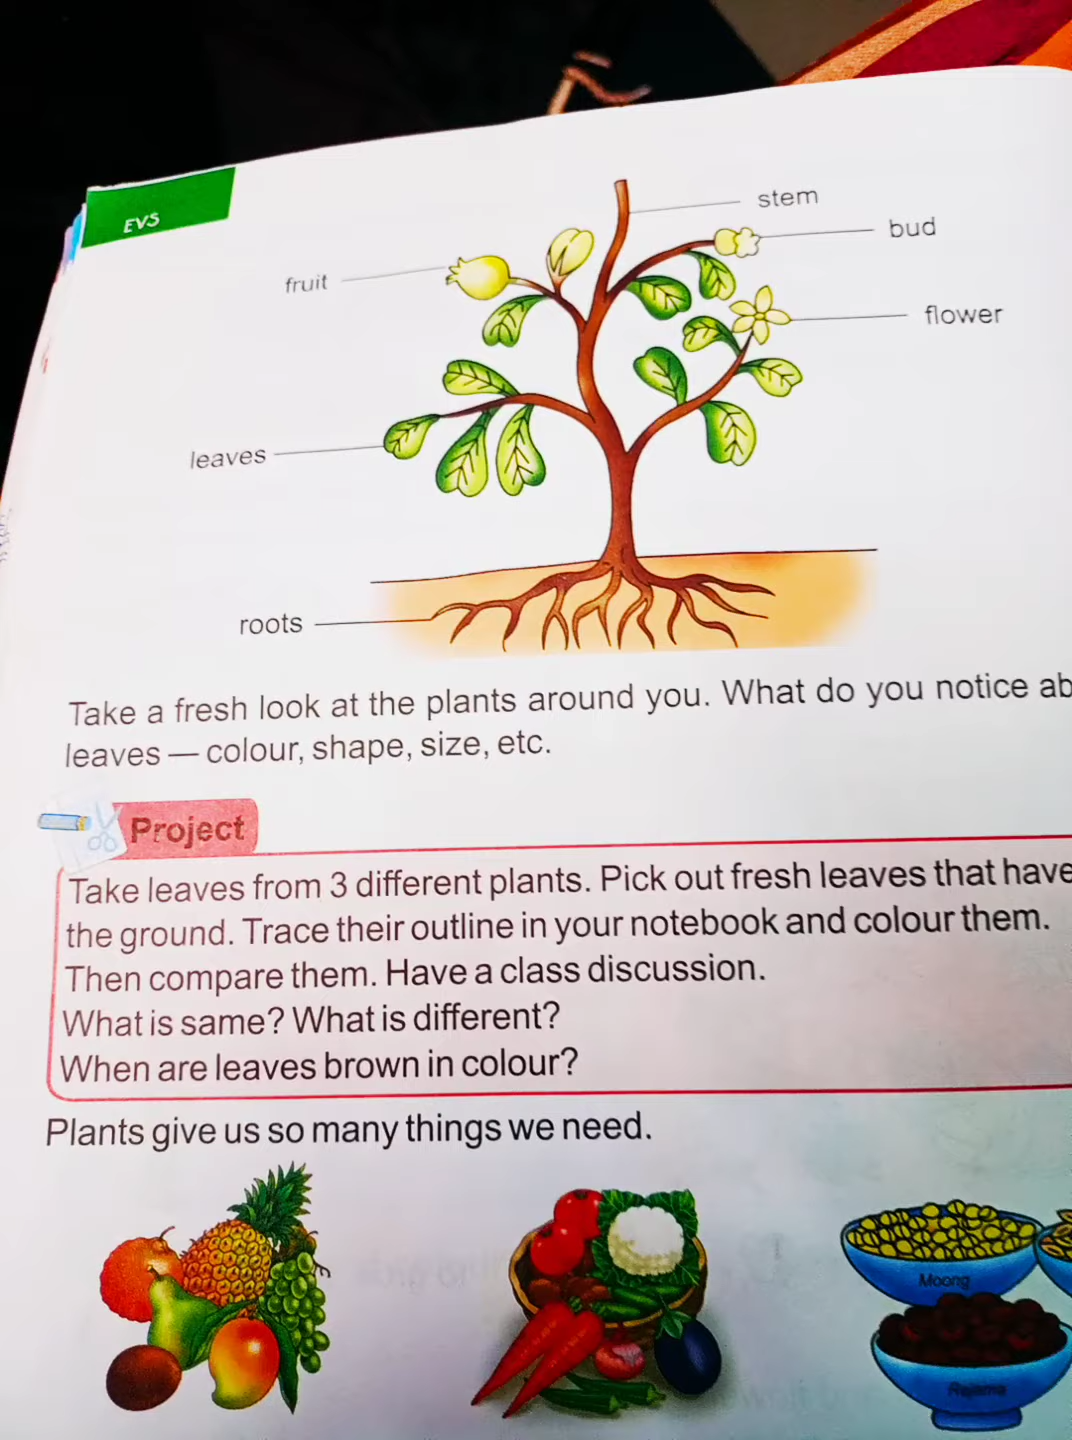 EVS
stem
bud
fruit
flower
leaves
roots
Take a fresh look at the plants around you. What do you notice ab
leaves — colour, shape, size, etc.
Project
Take leaves from 3 different plants. Pick out fresh leaves that have
the ground. Trace their outline in your notebook and colour them.
Then compare them. Have a class discussion.
What is same? What is different?
When are leaves brown in colour?
Plants give us so many things we need.
Moong
Rajama